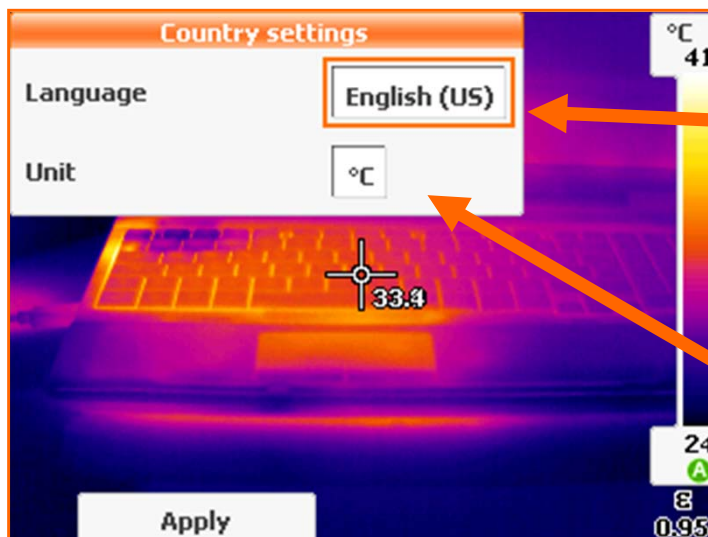 Country settings
Language
English (US)
Unit
°C
°C
41
33.4
24
A
ε
0.95
Apply